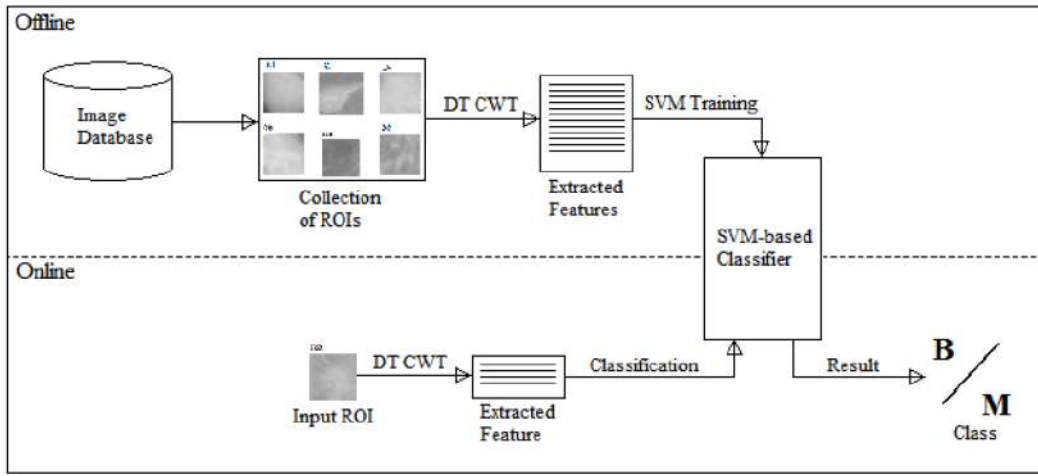 Offline
Image
Database
Collection
of ROIs
DT CWT
Extracted
Features
SVM Training
SVM-based
Classifier
Online
Input ROI
DT CWT
Extracted
Feature
Classification
Result
B
M
Class